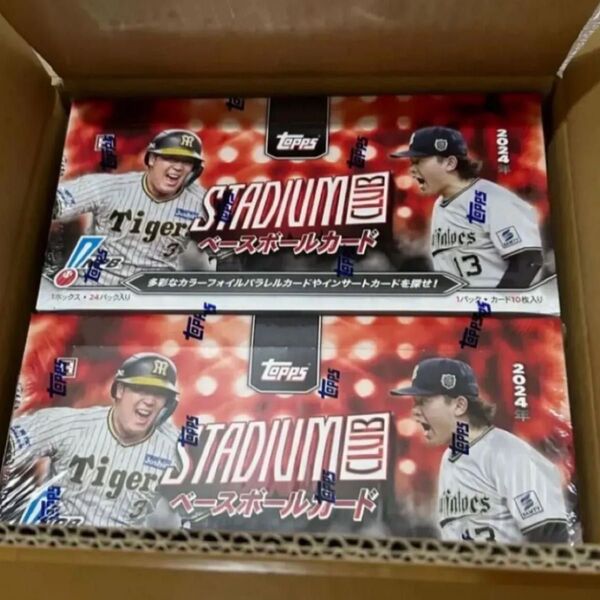 Topps
2024年
STADIUM
CLUB
ベースボールカード
Tigers
Buffaloes
13
多彩なカラーフォイルパラレルカードやインサートカードを探せ!
1ボックス・24パック入り
1パック・カード10枚入り
Topps
2024年
STADIUM
CLUB
ベースボールカード
Tigers